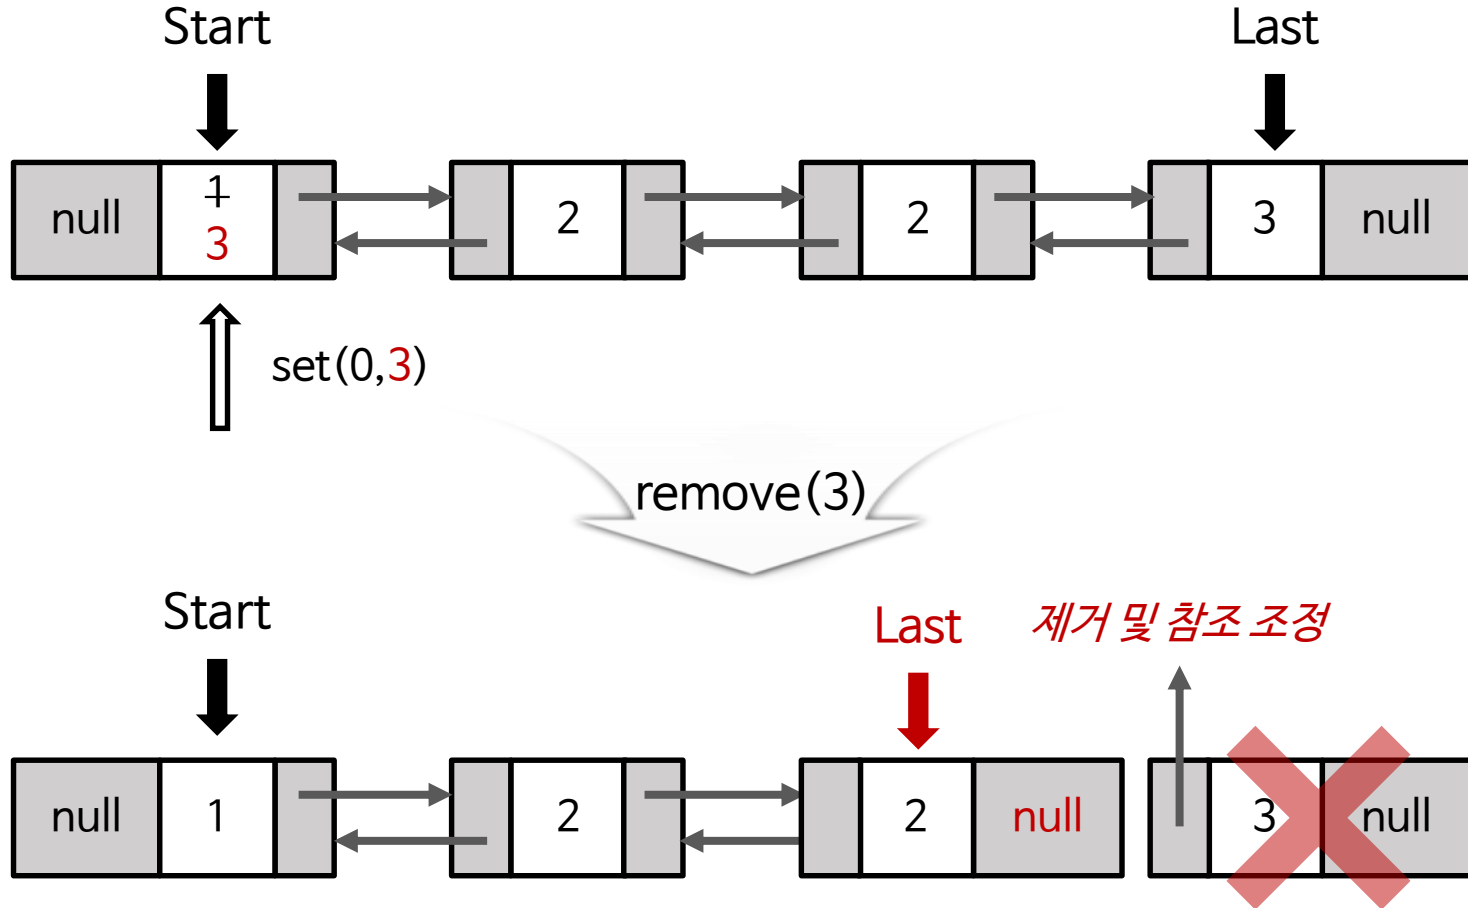 Start
Last
null
1
3
2
2
3
null
set(0,3)
remove(3)
Start
Last
제거 및 참조 조정
null
1
2
2
null
3
null